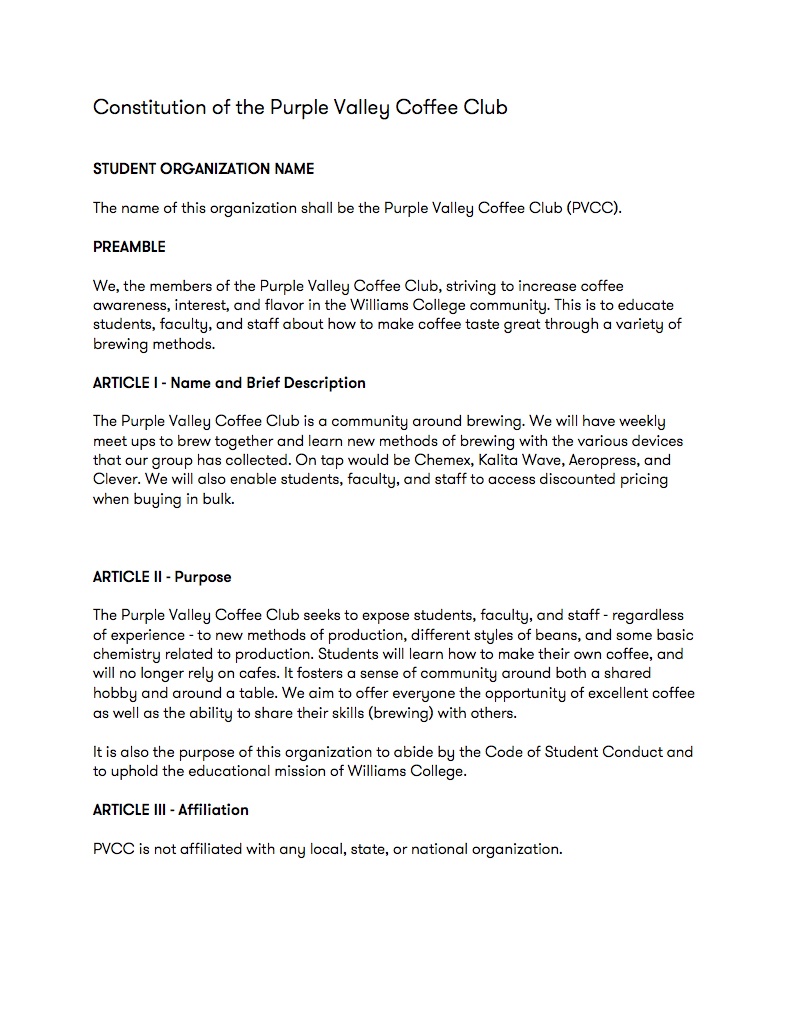 Constitution of the Purple Valley Coffee Club
STUDENT ORGANIZATION NAME
The name of this organization shall be the Purple Valley Coffee Club (PVCC).
PREAMBLE
We, the members of the Purple Valley Coffee Club, striving to increase coffee
awareness, interest, and flavor in the Williams College community. This is to educate
students, faculty, and staff about how to make coffee taste great through a variety of
brewing methods.
ARTICLE I - Name and Brief Description
The Purple Valley Coffee Club is a community around brewing. We will have weekly
meet ups to brew together and learn new methods of brewing with the various devices
that our group has collected. On tap would be Chemex, Kalita Wave, Aeropress, and
Clever. We will also enable students, faculty, and staff to access discounted pricing
when buying in bulk.
ARTICLE II - Purpose
The Purple Valley Coffee Club seeks to expose students, faculty, and staff - regardless
of experience - to new methods of production, different styles of beans, and some basic
chemistry related to production. Students will learn how to make their own coffee, and
will no longer rely on cafes. It fosters a sense of community around both a shared
hobby and around a table. We aim to offer everyone the opportunity of excellent coffee
as well as the ability to share their skills (brewing) with others.
It is also the purpose of this organization to abide by the Code of Student Conduct and
to uphold the educational mission of Williams College.
ARTICLE III - Affiliation
PVCC is not affiliated with any local, state, or national organization.